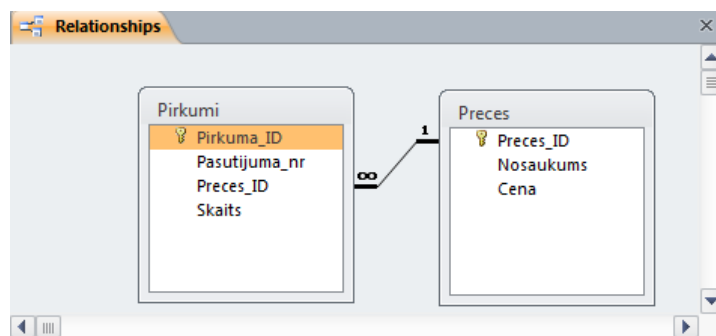 Relationships
Pirkumi
Pirkuma_ID
Pasutijuma_nr
Preces_ID
Skaits
∞
1
Preces
Preces_ID
Nosaukums
Cena